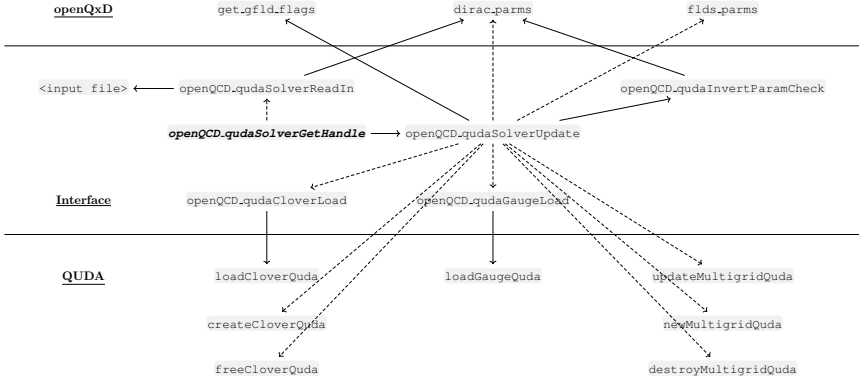 openQxD get_gfld_flags dirac_parms flds_parms
<input file> openQCD_qudaSolverReadIn openQCD_qudaInvertParamCheck
openQCD_qudaSolverGetHandle openQCD_qudaSolverUpdate
Interface openQCD_qudaCloverLoad openQCD_qudaGaugeLoad
QUDA loadCloverQuda loadGaugeQuda updateMultigridQuda
createCloverQuda newMultigridQuda
freeCloverQuda destroyMultigridQuda